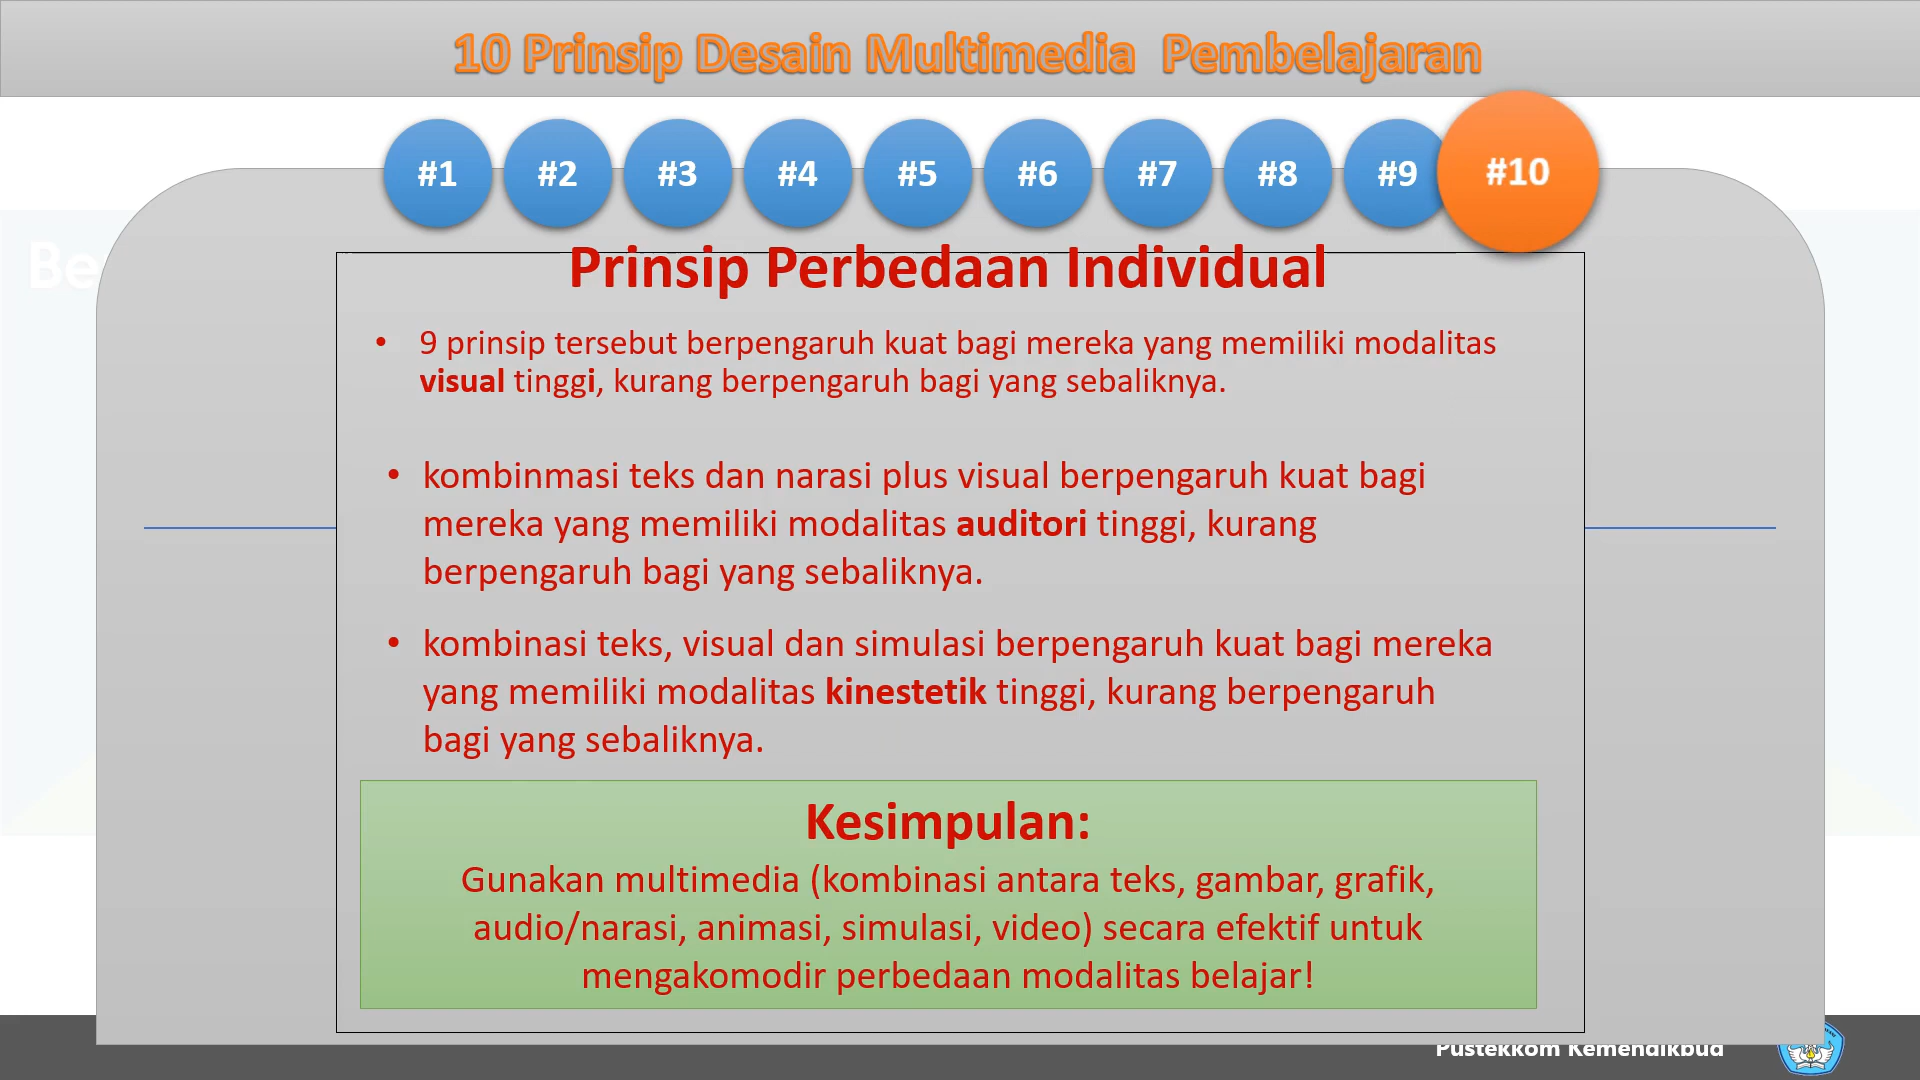 10 Prinsip Desain Multimedia Pembelajaran
#1 #2 #3 #4 #5 #6 #7 #8 #9 #10
Be
Prinsip Perbedaan Individual
• 9 prinsip tersebut berpengaruh kuat bagi mereka yang memiliki modalitas
visual tinggi, kurang berpengaruh bagi yang sebaliknya.
• kombinmasi teks dan narasi plus visual berpengaruh kuat bagi
mereka yang memiliki modalitas auditori tinggi, kurang
berpengaruh bagi yang sebaliknya.
• kombinasi teks, visual dan simulasi berpengaruh kuat bagi mereka
yang memiliki modalitas kinestetik tinggi, kurang berpengaruh
bagi yang sebaliknya.
Kesimpulan:
Gunakan multimedia (kombinasi antara teks, gambar, grafik,
audio/narasi, animasi, simulasi, video) secara efektif untuk
mengakomodir perbedaan modalitas belajar!
Pustekkom Kemendikbud